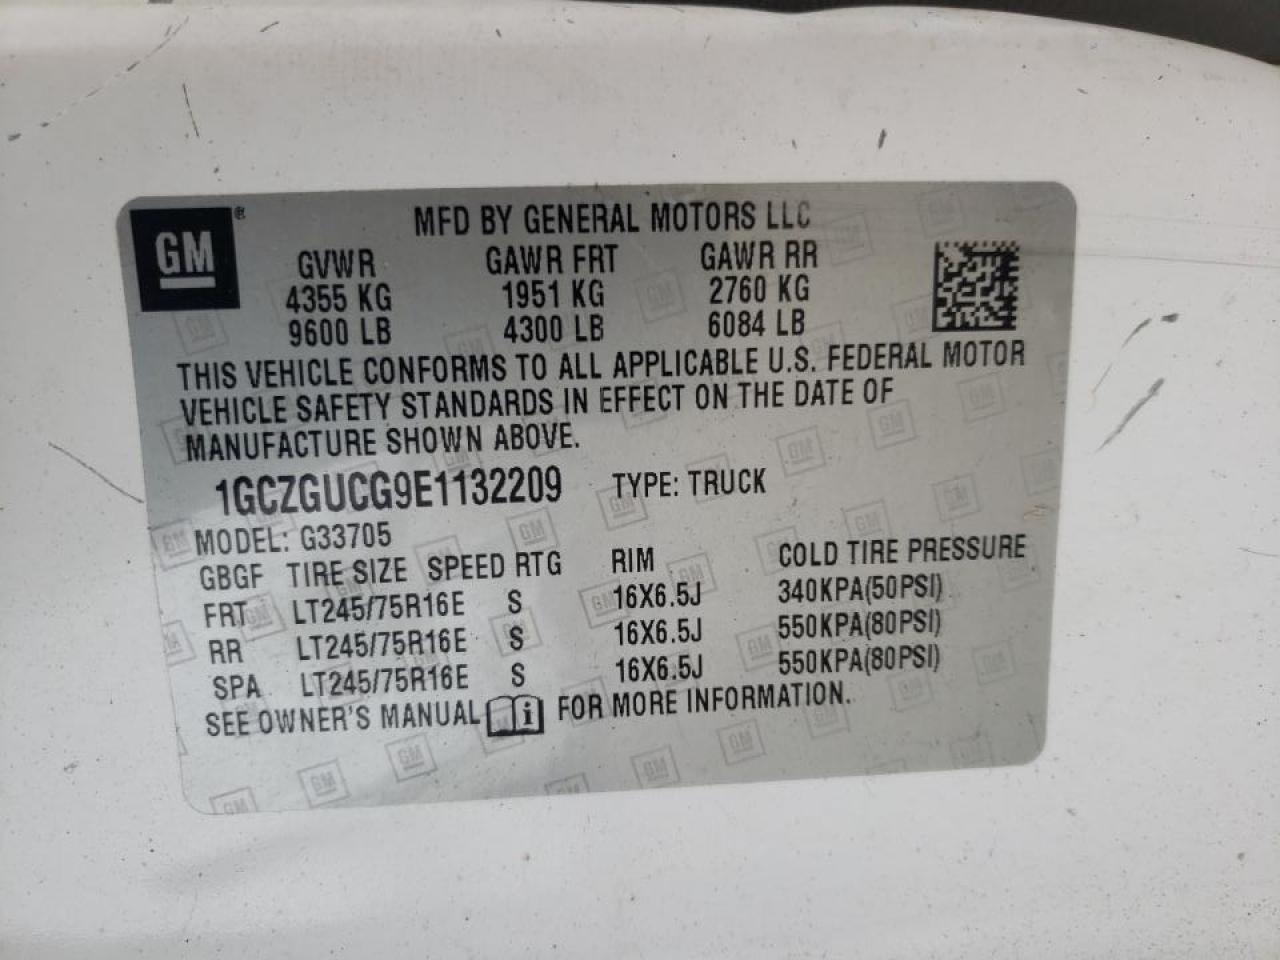 GM®
MFD BY GENERAL MOTORS LLC
GVWR GAWR FRT GAWR RR
4355 KG 1951 KG 2760 KG
9600 LB 4300 LB 6084 LB
THIS VEHICLE CONFORMS TO ALL APPLICABLE U.S. FEDERAL MOTOR
VEHICLE SAFETY STANDARDS IN EFFECT ON THE DATE OF
MANUFACTURE SHOWN ABOVE.
1GCZGUCG9E1132209 TYPE: TRUCK
MODEL: G33705
GBGF TIRE SIZE SPEED RTG RIM COLD TIRE PRESSURE
FRT LT245/75R16E S 16X6.5J 340KPA(50PSI)
RR LT245/75R16E S 16X6.5J 550KPA(80PSI)
SPA LT245/75R16E S 16X6.5J 550KPA(80PSI)
SEE OWNER'S MANUAL i FOR MORE INFORMATION.